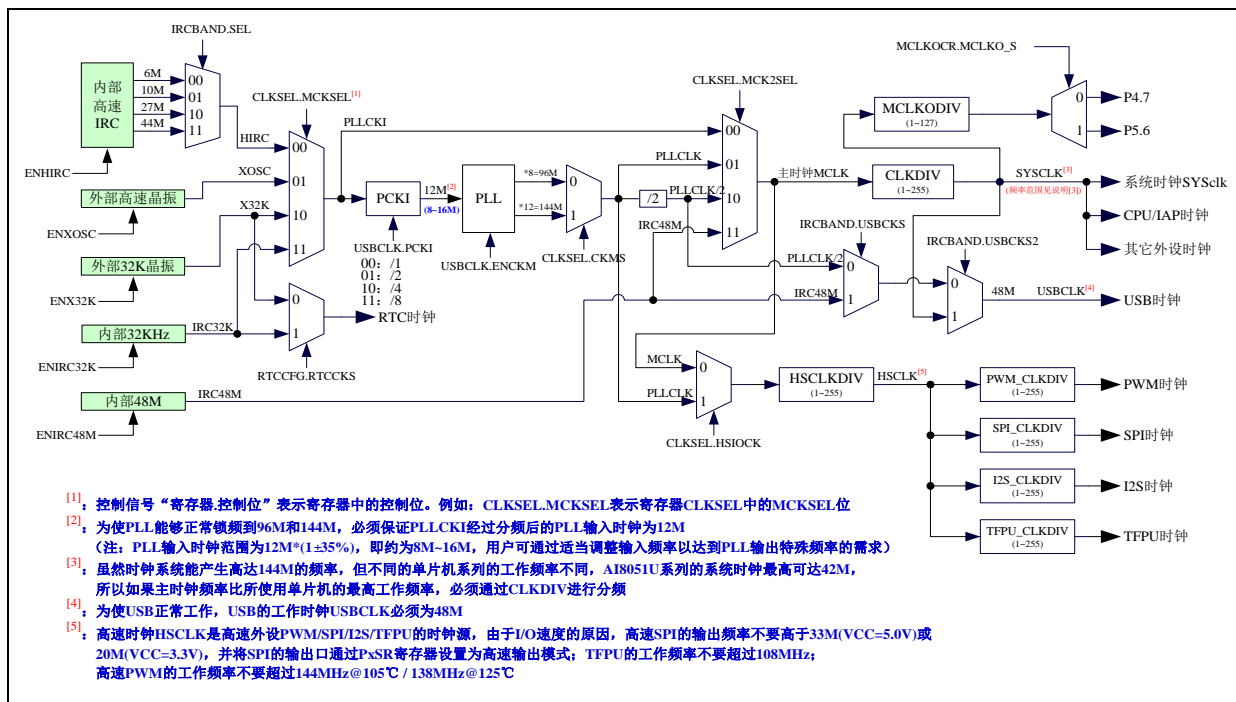 IRCBAND.SEL
MCLKOCR.MCLKO_S
内部
高速
IRC
6M
10M
27M
44M
00
01
10
11
HIRC
ENHIRC
CLKSEL.MCKSEL[1]
PLLCKI
CLKSEL.MCK2SEL
MCLKODIV
(1~127)
0
1
P4.7
P5.6
外部高速晶振
XOSC
ENXOSC
X32K
外部32K晶振
ENX32K
00
01
10
11
PCKI
12M[2]
(8~16M)
USBCLK.PCKI
00：/1
01：/2
10：/4
11：/8
PLL
*8=96M
*12=144M
USBCLK.ENCKM
0
1
CLKSEL.CKMS
PLLCLK
/2
PLLCLK/2
IRC48M
00
01
10
11
主时钟MCLK
CLKDIV
(1~255)
SYSCLK[3]
(频率范围见说明[3])
系统时钟SYSclk
CPU/IAP时钟
其它外设时钟
IRCBAND.USBCKS
PLLCLK/2
IRC48M
0
1
IRCBAND.USBCKS2
0
1
48M
USBCLK[4]
USB时钟
内部32KHz
IRC32K
ENIRC32K
0
1
RTC时钟
RTCCFG.RTCCKS
内部48M
IRC48M
ENIRC48M
MCLK
PLLCLK
0
1
CLKSEL.HSIOCK
HSCLKDIV
(1~255)
HSCLK[5]
PWM_CLKDIV
(1~255)
PWM时钟
SPI_CLKDIV
(1~255)
SPI时钟
I2S_CLKDIV
(1~255)
I2S时钟
TFPU_CLKDIV
(1~255)
TFPU时钟
[1]：控制信号“寄存器.控制位”表示寄存器中的控制位。例如：CLKSEL.MCKSEL表示寄存器CLKSEL中的MCKSEL位
[2]：为使PLL能够正常锁频到96M和144M，必须保证PLLCKI经过分频后的PLL输入时钟为12M
（注：PLL输入时钟范围为12M*(1±35%)，即约为8M~16M，用户可通过适当调整输入频率以达到PLL输出特殊频率的需求）
[3]：虽然时钟系统能产生高达144M的频率，但不同的单片机系列的工作频率不同，AI8051U系列的系统时钟最高可达42M，
所以如果主时钟频率比所使用单片机的最高工作频率，必须通过CLKDIV进行分频
[4]：为使USB正常工作，USB的工作时钟USBCLK必须为48M
[5]：高速时钟HSCLK是高速外设PWM/SPI/I2S/TFPU的时钟源，由于I/O速度的原因，高速SPI的输出频率不要高于33M(VCC=5.0V)或
20M(VCC=3.3V)，并将SPI的输出口通过PxSR寄存器设置为高速输出模式；TFPU的工作频率不要超过108MHz；
高速PWM的工作频率不要超过144MHz@105℃ / 138MHz@125℃